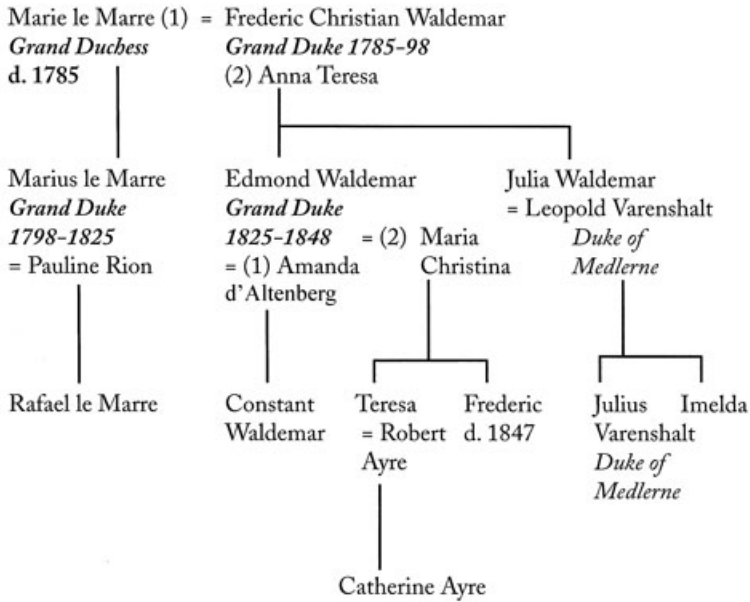 Marie le Marre (1) = Frederic Christian Waldemar
Grand Duchess Grand Duke 1785-98
d. 1785 (2) Anna Teresa
Marius le Marre
Grand Duke
1798-1825
= Pauline Rion
Edmond Waldemar
Grand Duke
1825-1848 = (2) Maria
Christina
= (1) Amanda
d'Altenberg
Julia Waldemar
= Leopold Varenshalt
Duke of
Medlerne
Rafael le Marre
Constant
Waldemar
Teresa
= Robert
Ayre
Frederic
d. 1847
Julius
Varenshalt
Duke of
Medlerne
Imelda
Catherine Ayre